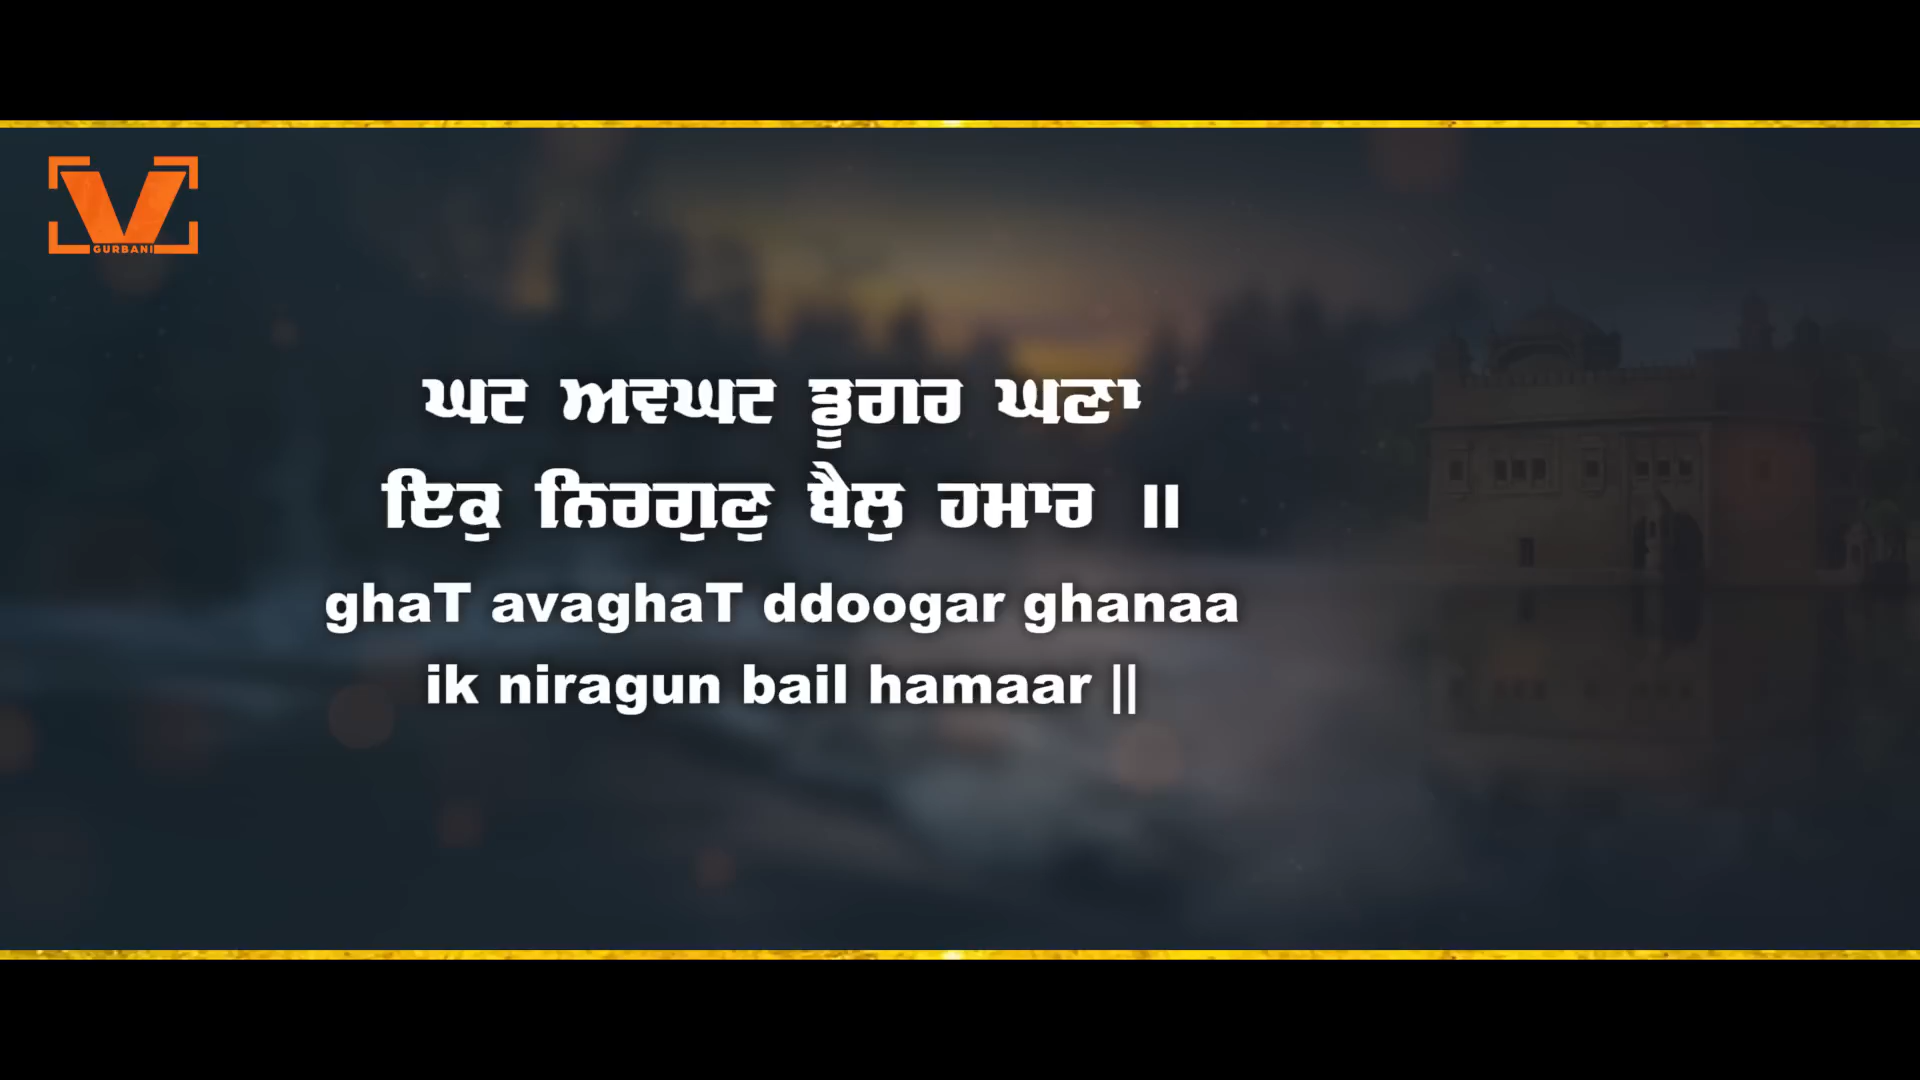 V
GURBANI
ਘਟ ਅਵਘਟ ਡੂਗਰ ਘਣਾ
ਇਕੁ ਨਿਰਗੁਣੁ ਬੈਲੁ ਹਮਾਰ ॥
ghaT avaghaT ddoogar ghanaa
ik niragun bail hamaar ||